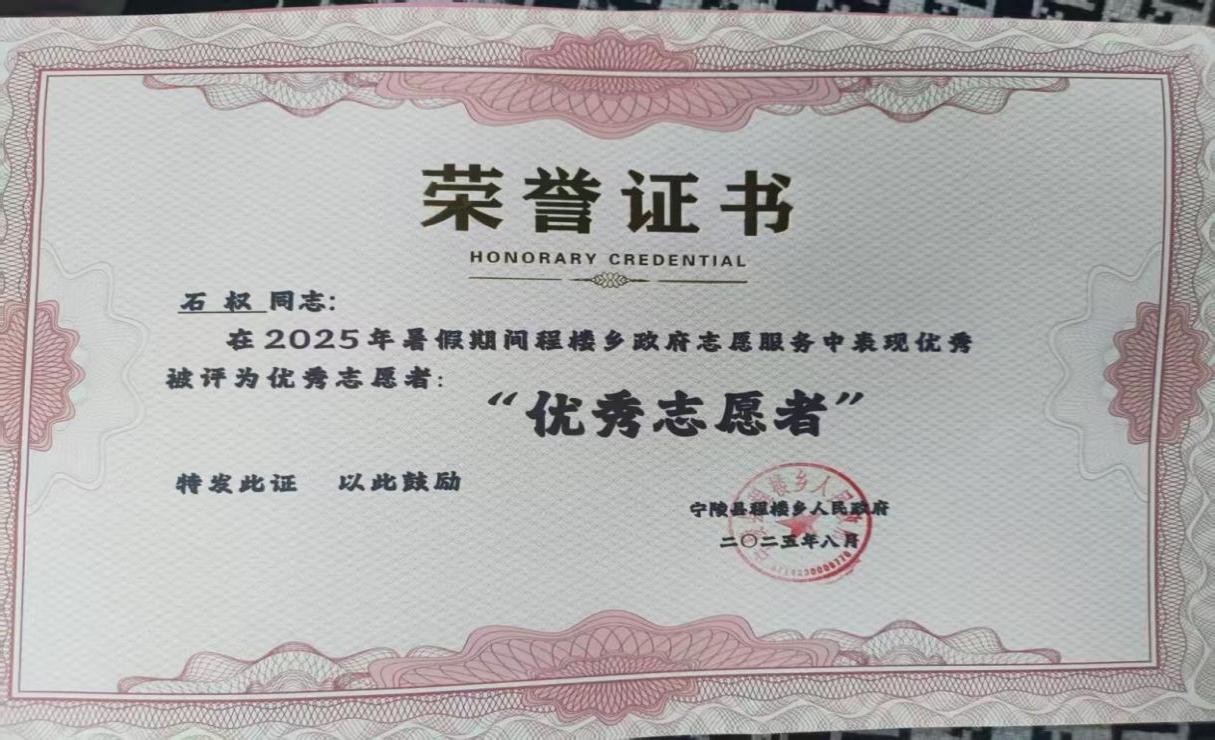 荣誉证书
HONORARY CREDENTIAL
石 权 同志:
在2025年暑假期间程楼乡政府志愿服务中表现优秀
被评为优秀志愿者:
“优秀志愿者”
特发此证 以此鼓励
宁陵县程楼乡人民政府
二〇二五年八月